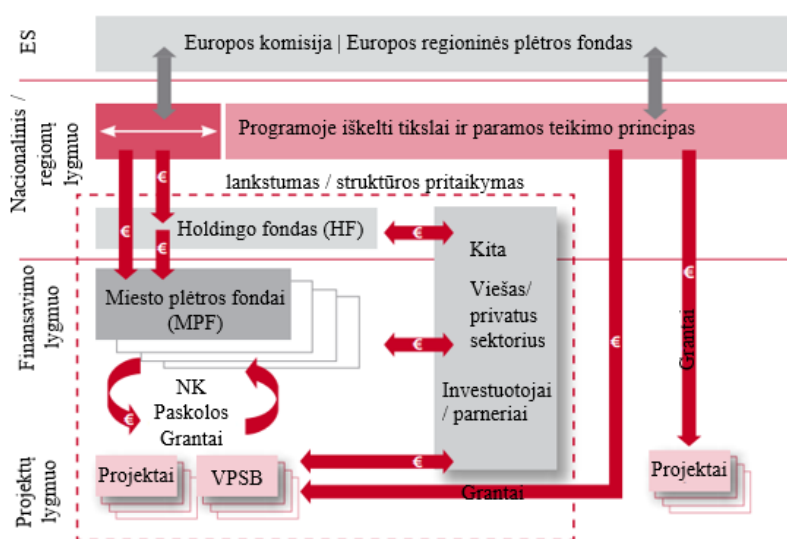 ES
Europos komisija | Europos regioninės plėtros fondas
Nacionalinis /
regionų
lygmuo
Programoje iškelti tikslai ir paramos teikimo principas
€
lankstumas / struktūros pritaikymas
€
Holdingo fondas (HF)
€
€
Kita
Viešas/
privatus
sektorius
Investuotojai
/ parneriai
Finansavimo
lygmuo
Miesto plėtros fondai
(MPF)
€
€
€
Grantai
NK
Paskolos
Grantai
€
€
Projektų
lygmuo
Projektai
VPSB
€
Grantai
Projektai